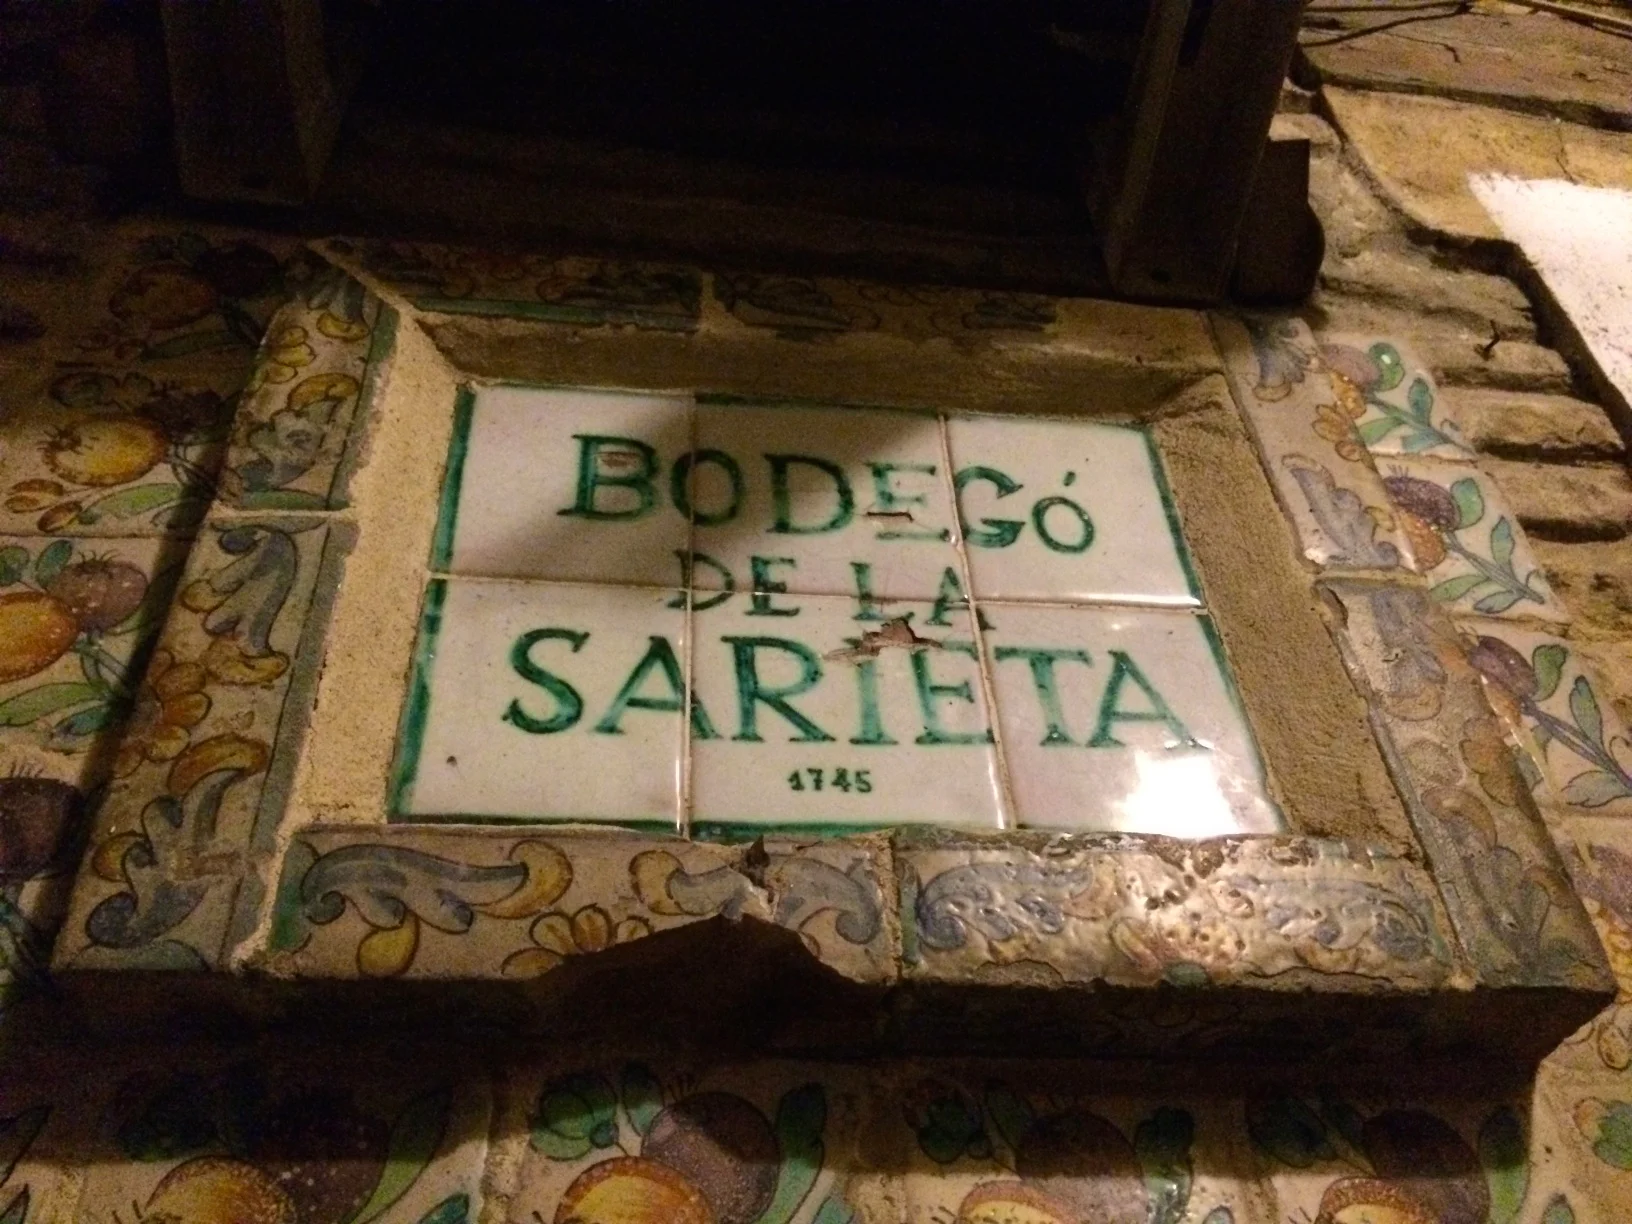 BODEGÓ
DE LA
SARIETA
1745